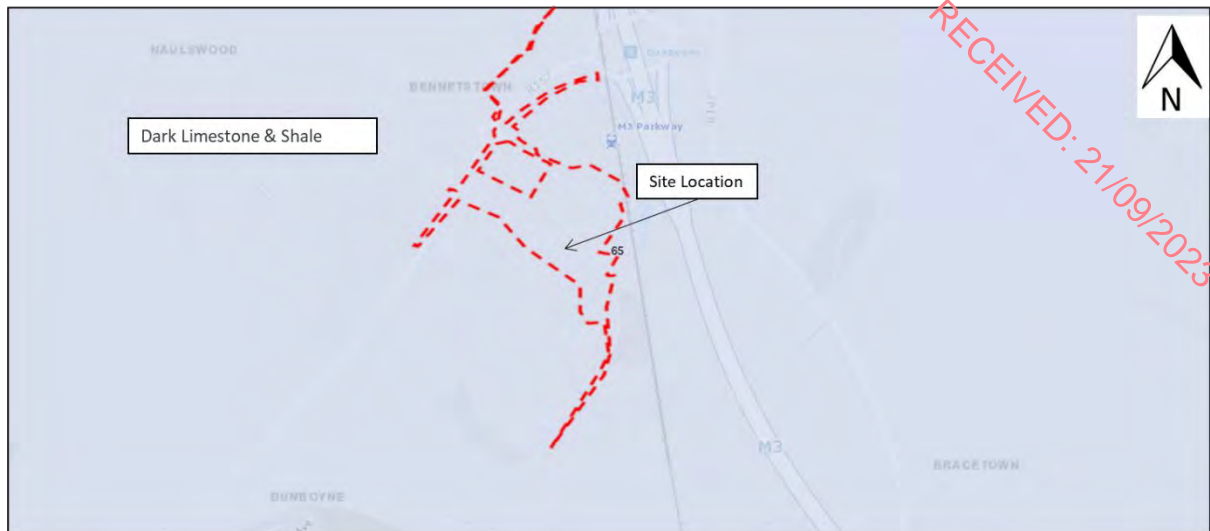 RECEIVED: 21/09/2023
N
NAULSWOOD
BENNETSTOWN
M3
M3 Parkway
Dark Limestone & Shale
Site Location
65
M3
BRACETOWN
DUNBOYNE